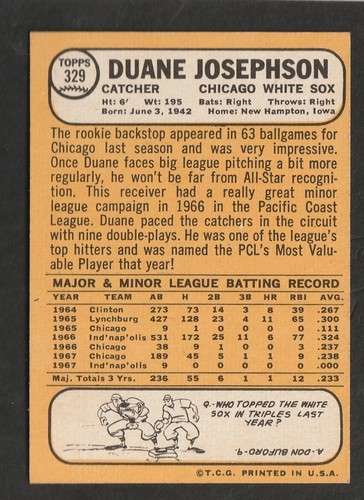 TOPPS
329
DUANE JOSEPHSON
CATCHER CHICAGO WHITE SOX
Ht: 6' Wt: 195 Bats: Right Throws: Right
Born: June 3, 1942 Home: New Hampton, Iowa
The rookie backstop appeared in 63 ballgames for
Chicago last season and was very impressive.
Once Duane faces big league pitching a bit more
regularly, he won't be far from All-Star recogni-
tion. This receiver had a really great minor
league campaign in 1966 in the Pacific Coast
League. Duane paced the catchers in the circuit
with nine double-plays. He was one of the league's
top hitters and was named the PCL's Most Valu-
able Player that year!
MAJOR & MINOR LEAGUE BATTING RECORD
YEAR TEAM AB H 2B 3B HR RBI AVG.
1964 Clinton 273 73 14 3 8 39 .267
1965 Lynchburg 427 128 23 4 11 65 .300
1965 Chicago 9 1 0 0 0 0 .111
1966 Ind'nap'olis 531 172 25 11 6 77 .324
1966 Chicago 38 9 1 0 0 3 .237
1967 Chicago 189 45 5 1 1 9 .238
1967 Ind'nap'olis 9 0 0 0 0 0 .000
Maj. Totals 3 Yrs. 236 55 6 1 1 12 .233
Q.-WHO TOPPED THE WHITE
SOX IN TRIPLES LAST
YEAR?
A.-DON BUFORD-9.
©T.C.G. PRINTED IN U.S.A.